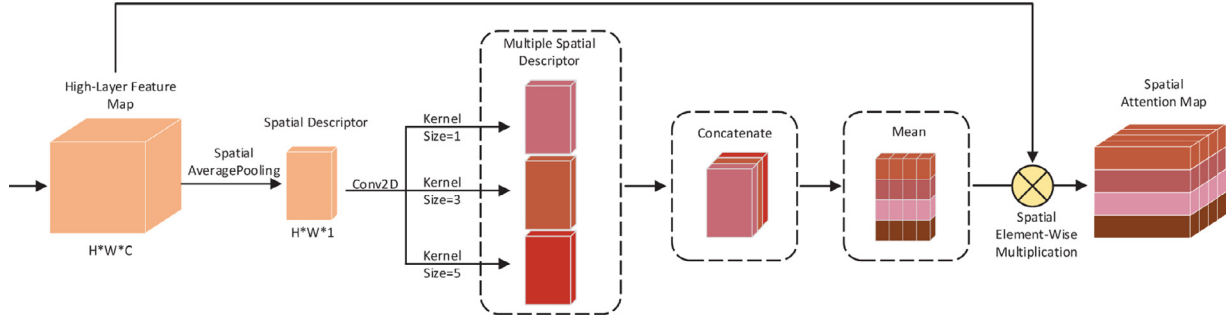 High-Layer Feature
Map
H*W*C
Spatial
AveragePooling
Spatial Descriptor
H*W*1
Conv2D
Kernel
Size=1
Kernel
Size=3
Kernel
Size=5
Multiple Spatial
Descriptor
Concatenate
Mean
Spatial
Element-Wise
Multiplication
Spatial
Attention Map